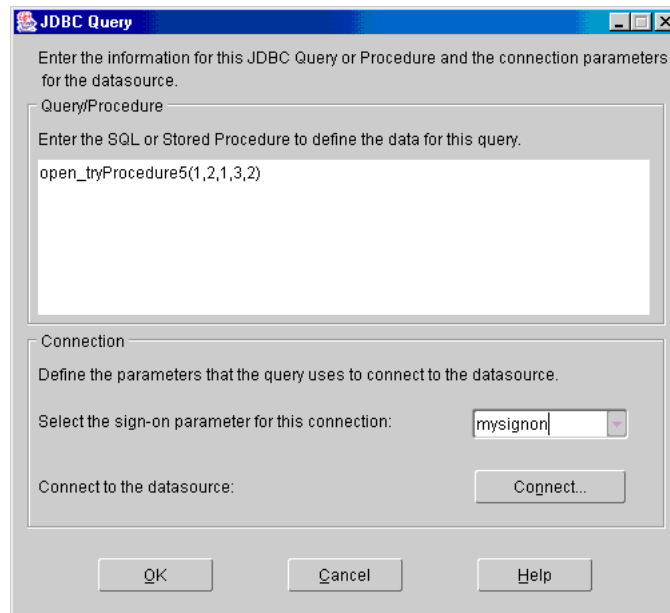 JDBC Query
Enter the information for this JDBC Query or Procedure and the connection parameters
for the datasource.
Query/Procedure
Enter the SQL or Stored Procedure to define the data for this query.
open_tryProcedure5(1,2,1,3,2)
Connection
Define the parameters that the query uses to connect to the datasource.
Select the sign-on parameter for this connection:
mysignon
Connect to the datasource:
Connect...
OK
Cancel
Help